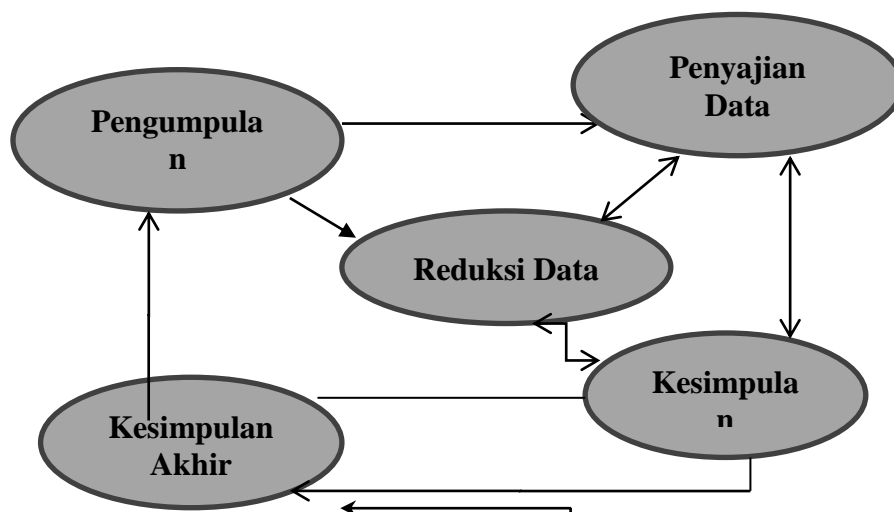 Penyajian
Data
Pengumpula
n
Reduksi Data
Kesimpula
n
Kesimpulan
Akhir